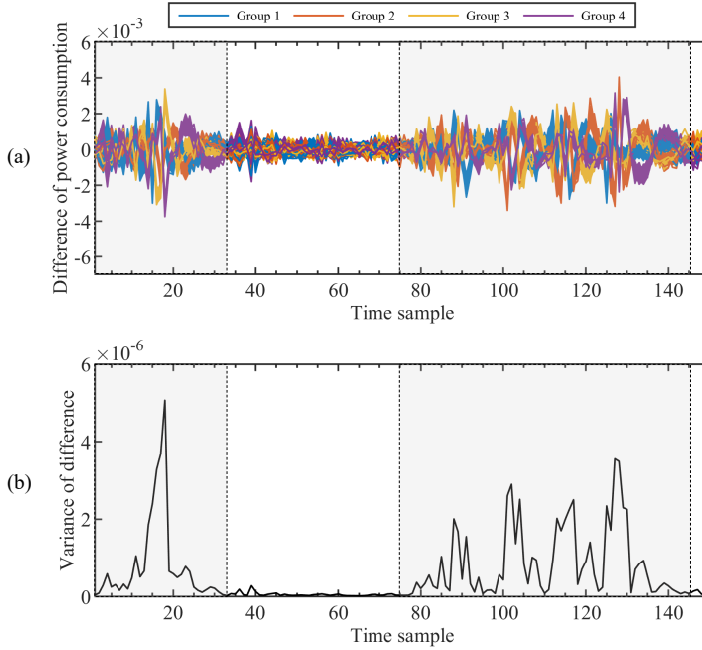 Group 1 Group 2 Group 3 Group 4
×10⁻³
6
4
2
0
-2
-4
-6
Difference of power consumption
(a)
20 40 60 80 100 120 140
Time sample
×10⁻⁶
6
4
2
0
Variance of difference
(b)
20 40 60 80 100 120 140
Time sample